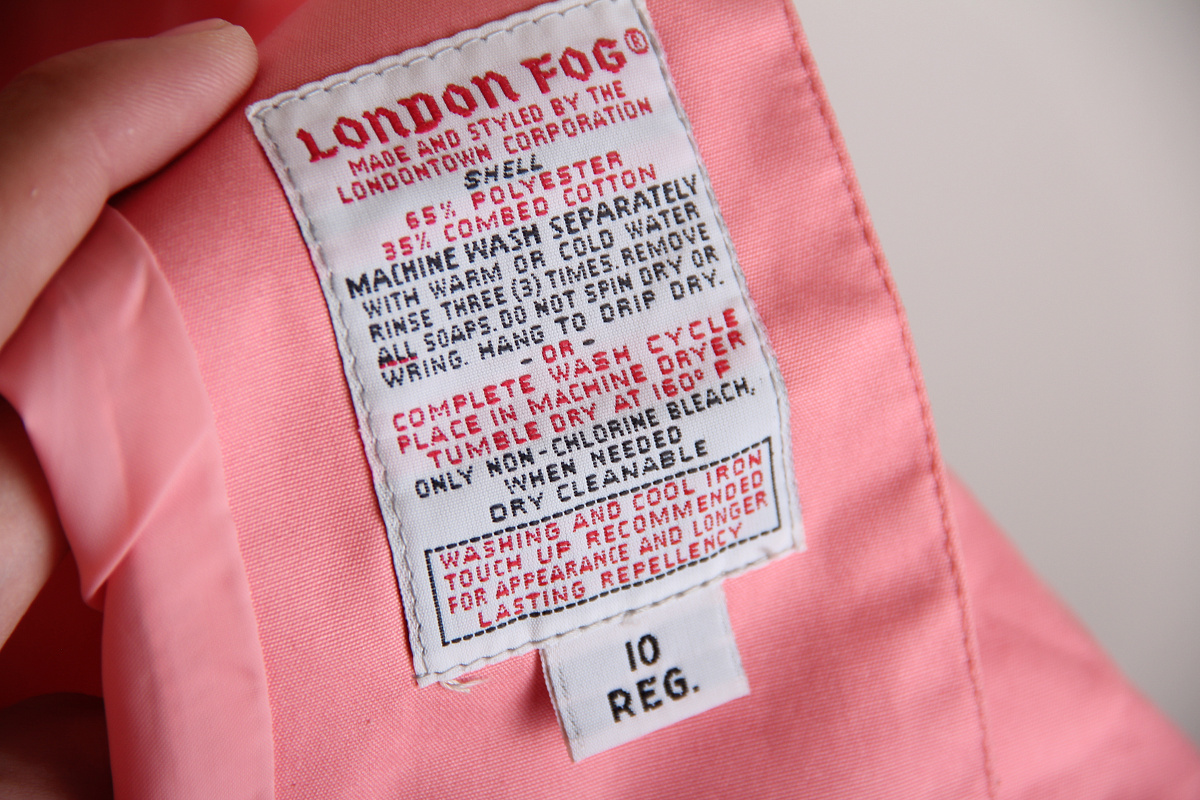 LONDON FOG®
MADE AND STYLED BY THE
LONDONTOWN CORPORATION
SHELL
65% POLYESTER
35% COMBED COTTON
MACHINE WASH SEPARATELY
WITH WARM OR COLD WATER
RINSE THREE (3) TIMES. REMOVE
ALL SOAPS. DO NOT SPIN DRY OR
WRING. HANG TO DRIP DRY.
- OR -
COMPLETE WASH CYCLE
PLACE IN MACHINE DRYER
TUMBLE DRY AT 160° F
ONLY NON-CHLORINE BLEACH,
WHEN NEEDED
DRY CLEANABLE
WASHING AND COOL IRON
TOUCH UP RECOMMENDED
FOR APPEARANCE AND LONGER
LASTING REPELLENCY
10
REG.